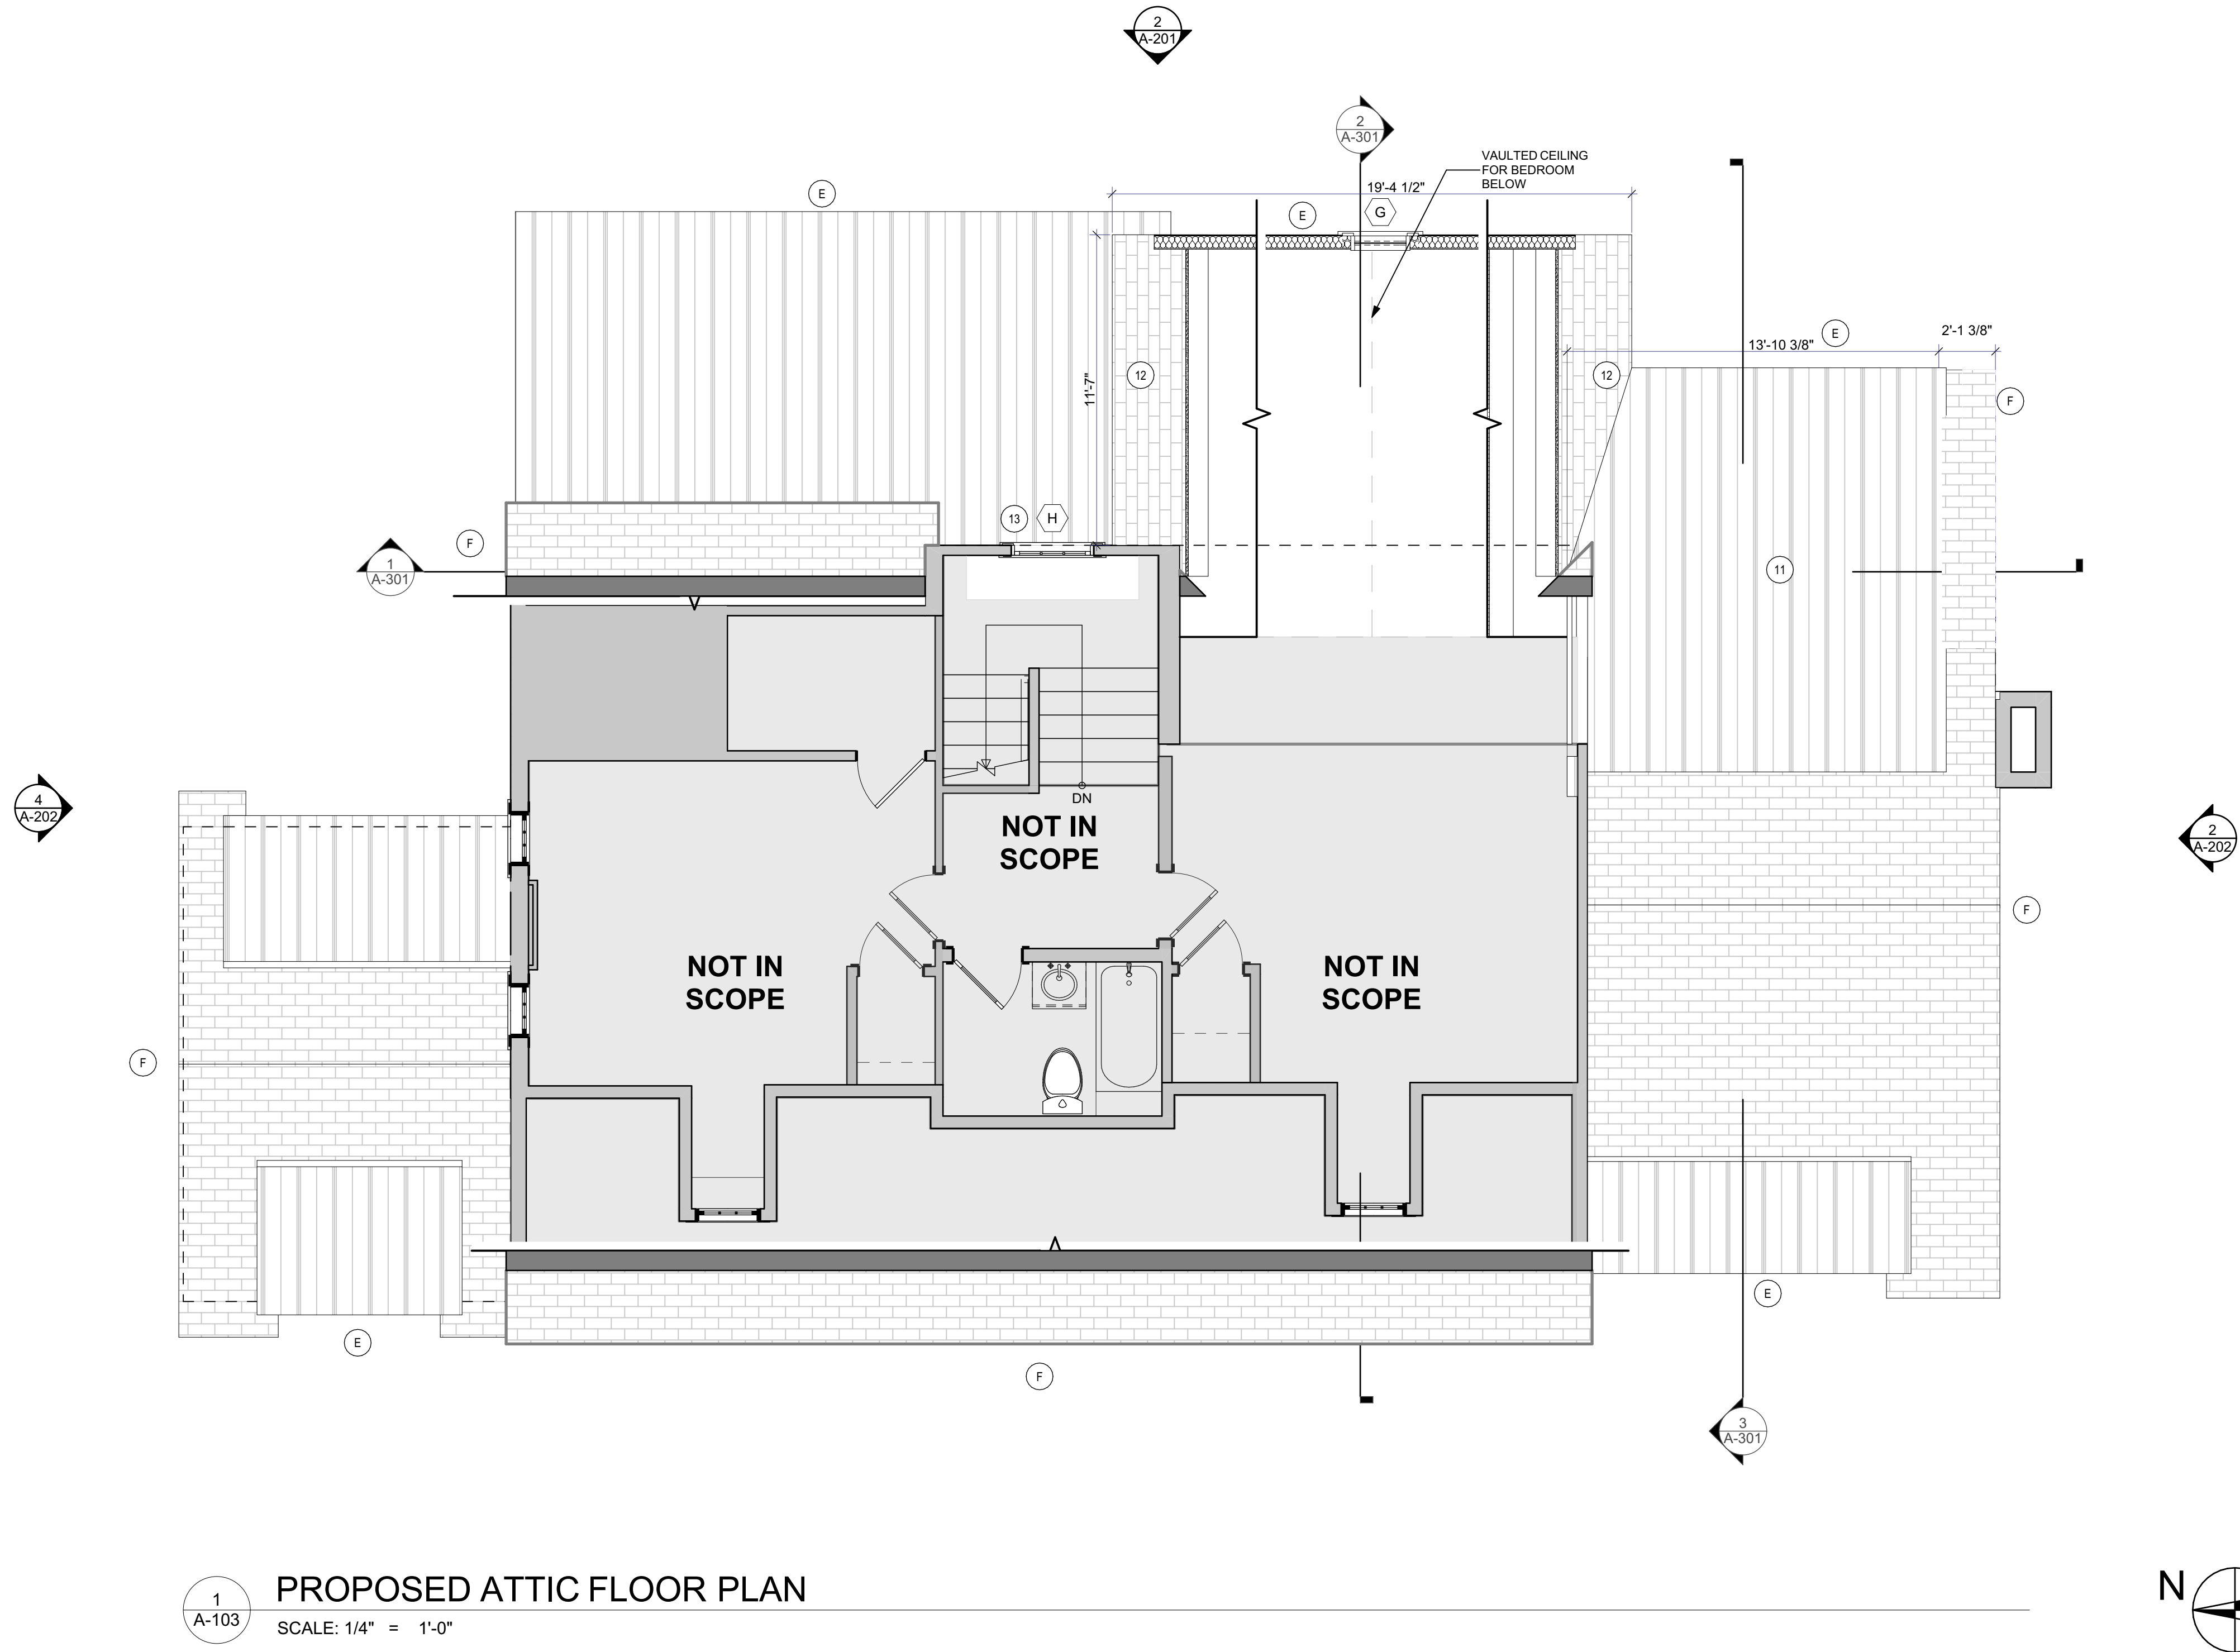 2
A-201
2
A-301
VAULTED CEILING
FOR BEDROOM
BELOW
E
19'-4 1/2"
E
G
E
2'-1 3/8"
13'-10 3/8"
11'-7"
12
12
F
13
H
F
1
A-301
11
4
A-202
DN
NOT IN
SCOPE
2
A-202
F
NOT IN
SCOPE
NOT IN
SCOPE
F
E
E
F
3
A-301
1
A-103
PROPOSED ATTIC FLOOR PLAN
SCALE: 1/4" = 1'-0"
N